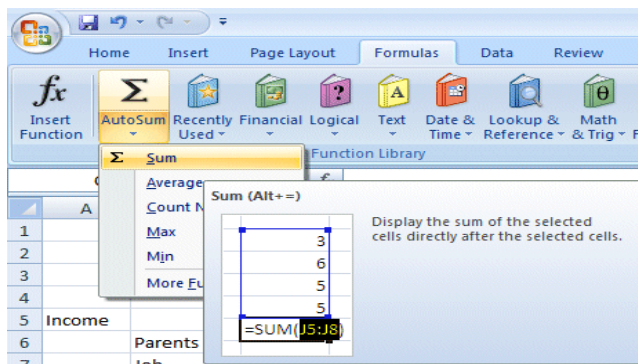 Home Insert Page Layout Formulas Data Review
fx Σ ? A θ
Insert Function
AutoSum
Recently Used
Financial
Logical
Text
Date & Time
Lookup & Reference
Math & Trig
Function Library
Σ Sum
Average
Count N
Max
Min
More Fu
Sum (Alt+=)
Display the sum of the selected
cells directly after the selected cells.
3
6
5
5
=SUM(J5:J8)
A
1
2
3
4
5 Income
6 Parents
7